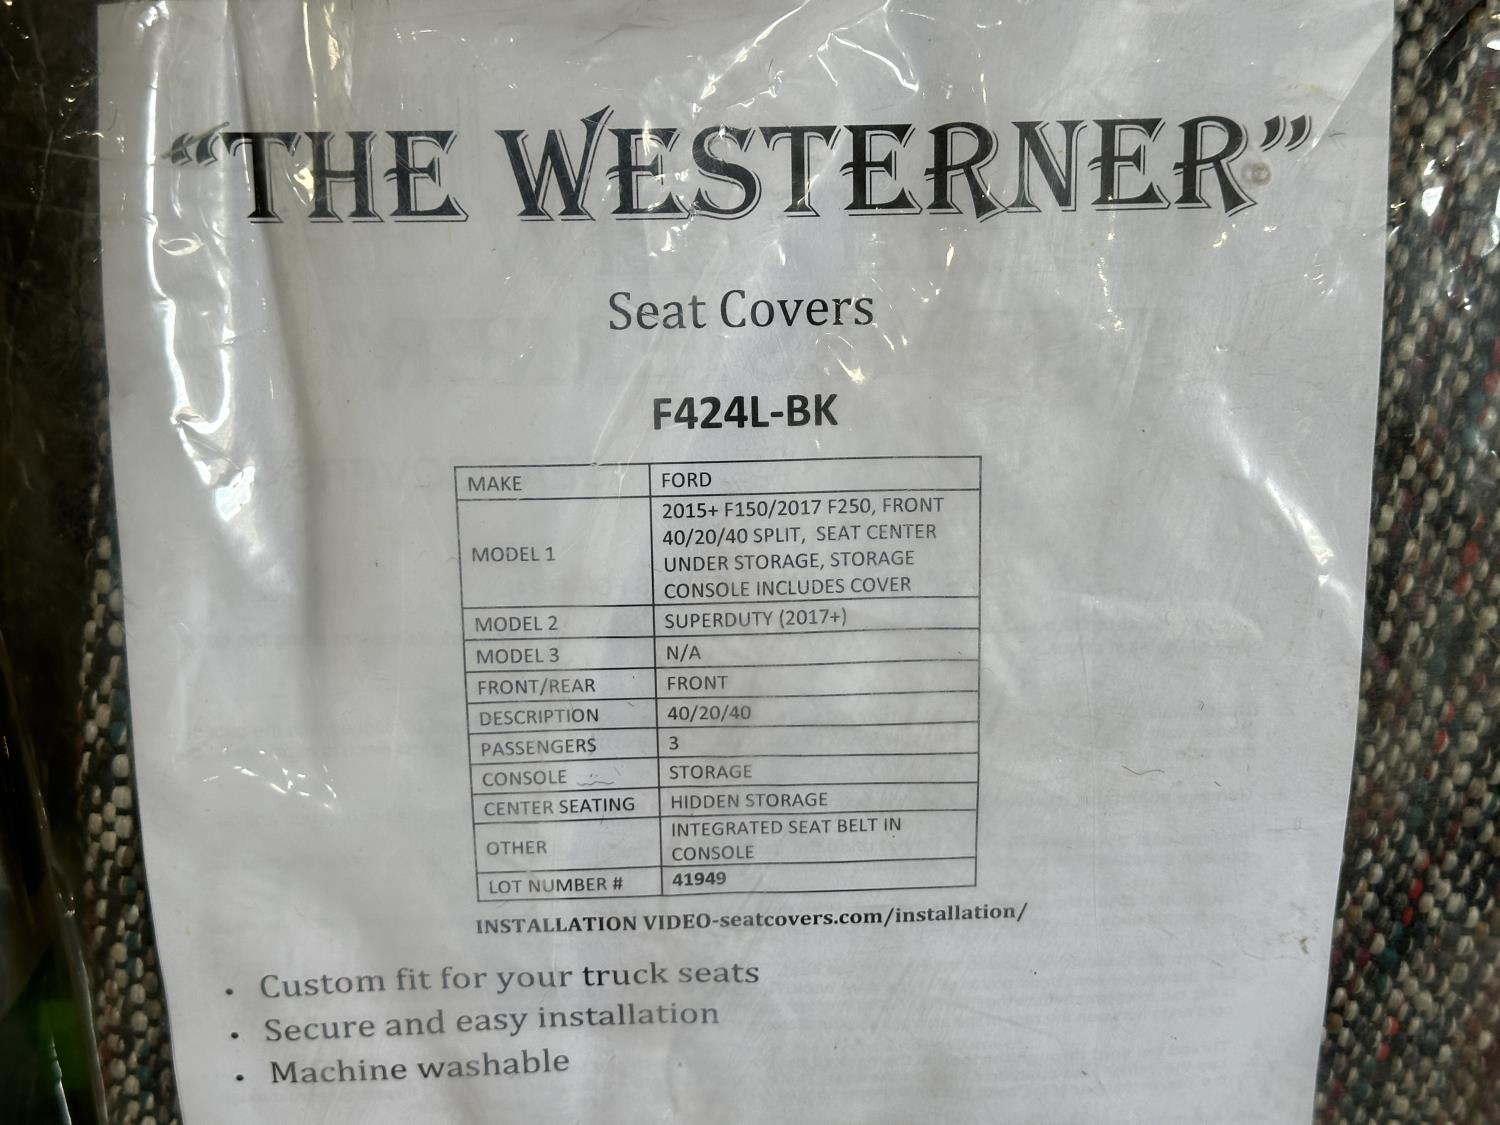 "THE WESTERNER"
Seat Covers
F424L-BK
MAKE FORD
MODEL 1 2015+ F150/2017 F250, FRONT
40/20/40 SPLIT, SEAT CENTER
UNDER STORAGE, STORAGE
CONSOLE INCLUDES COVER
MODEL 2 SUPERDUTY (2017+)
MODEL 3 N/A
FRONT/REAR FRONT
DESCRIPTION 40/20/40
PASSENGERS 3
CONSOLE STORAGE
CENTER SEATING HIDDEN STORAGE
OTHER INTEGRATED SEAT BELT IN
CONSOLE
LOT NUMBER # 41949
INSTALLATION VIDEO-seatcovers.com/installation/
• Custom fit for your truck seats
• Secure and easy installation
• Machine washable